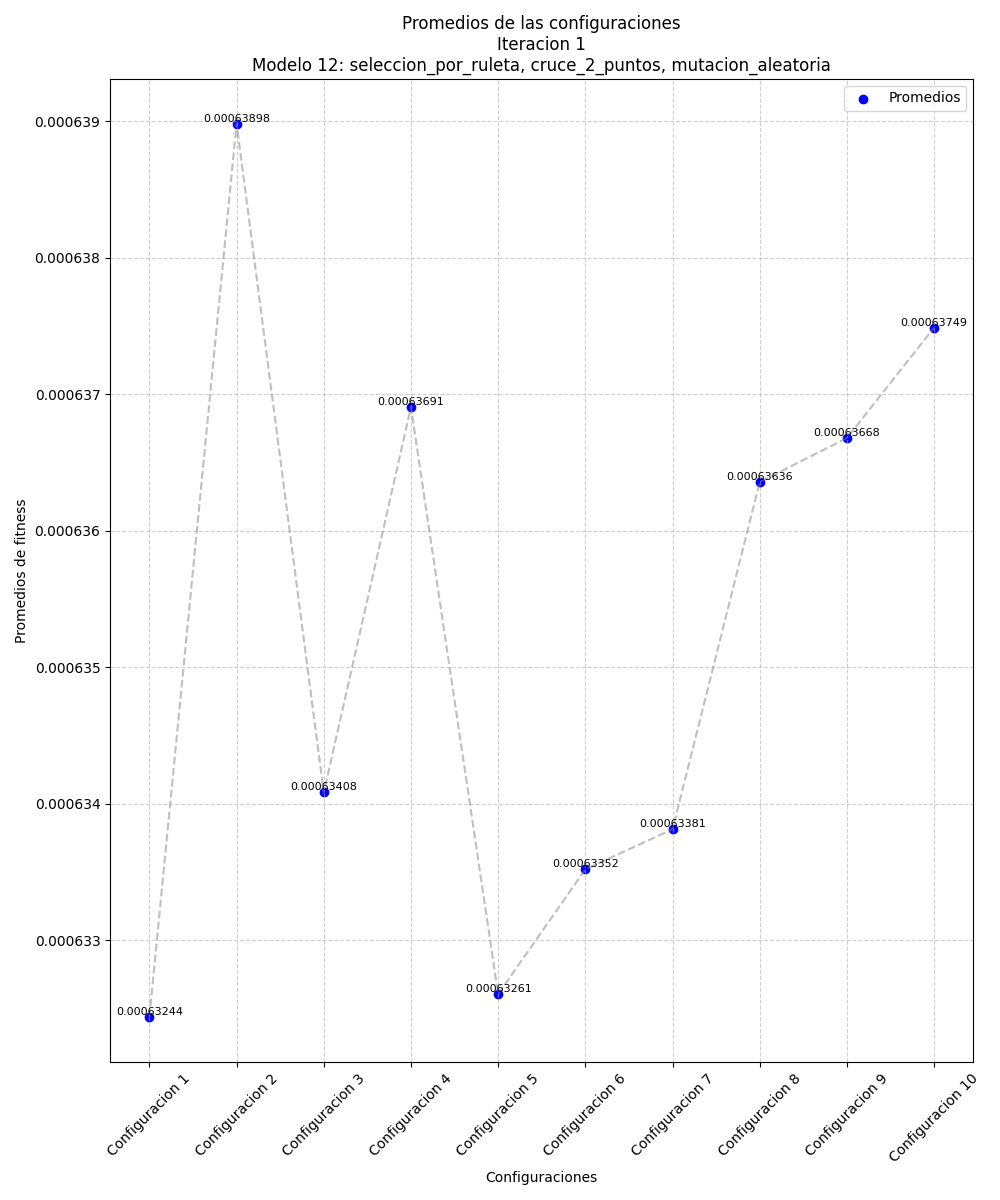 Promedios de las configuraciones
Iteracion 1
Modelo 12: seleccion_por_ruleta, cruce_2_puntos, mutacion_aleatoria
Promedios
0.000639
0.000638
0.000637
0.000636
0.000635
0.000634
0.000633
Promedios de fitness
0.00063244
0.00063898
0.00063408
0.00063691
0.00063261
0.00063352
0.00063381
0.00063636
0.00063668
0.00063749
Configuracion 1
Configuracion 2
Configuracion 3
Configuracion 4
Configuracion 5
Configuracion 6
Configuracion 7
Configuracion 8
Configuracion 9
Configuracion 10
Configuraciones